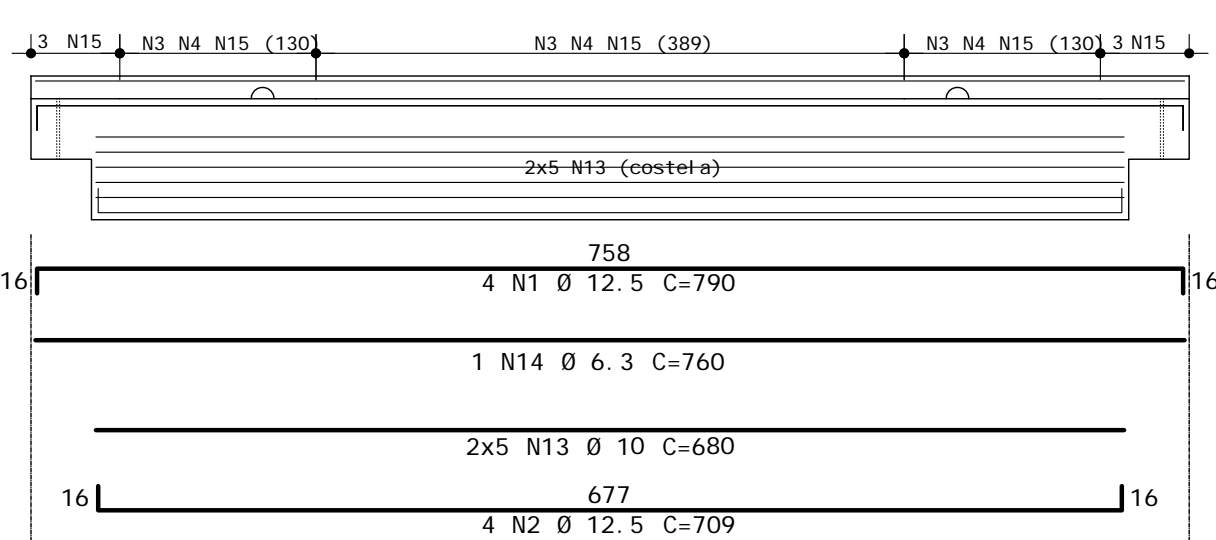 3 N15 N3 N4 N15 (130) N3 N4 N15 (389) N3 N4 N15 (130) 3 N15
2x5 N13 (costela)
758
16 4 N1 Ø 12.5 C=790 16
1 N14 Ø 6.3 C=760
2x5 N13 Ø 10 C=680
16 677 16
4 N2 Ø 12.5 C=709